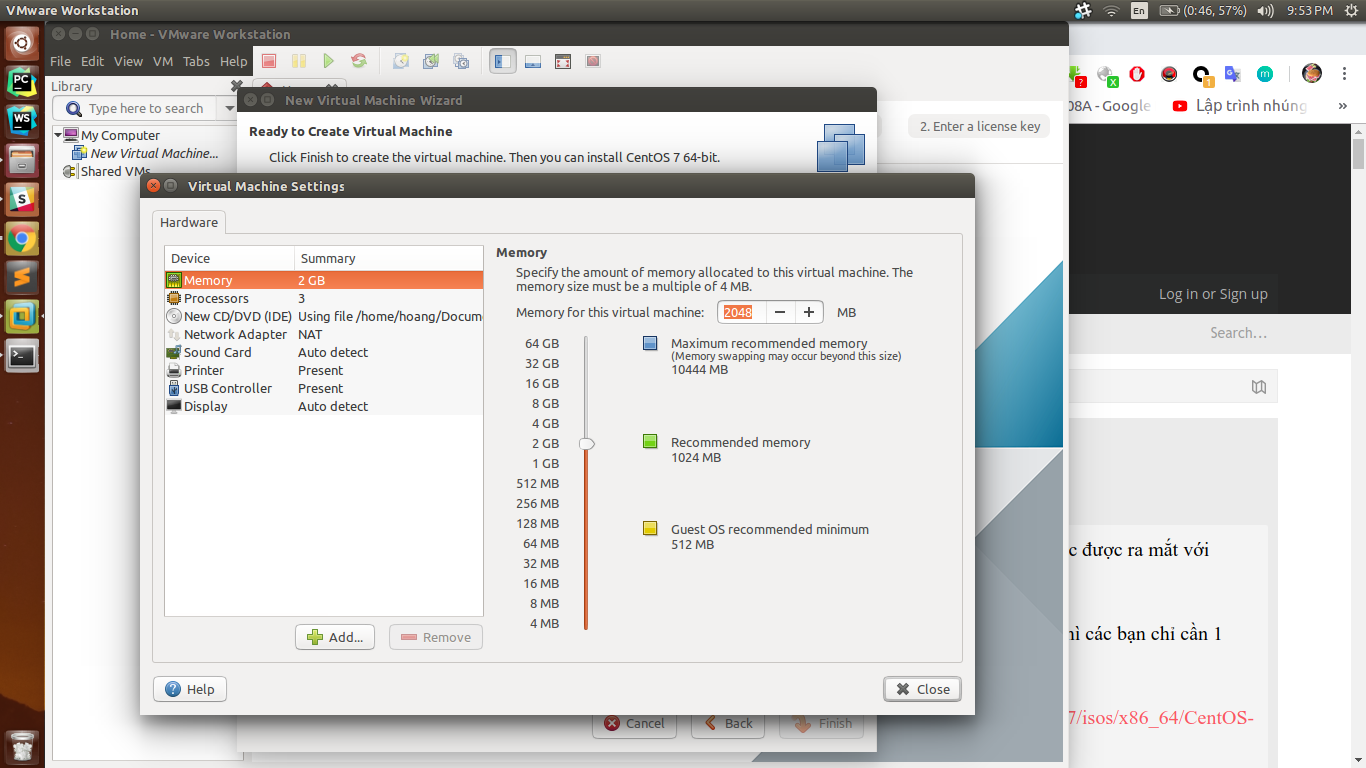 VMware Workstation
En
(0:46, 57%)
9:53 PM
Home - VMware Workstation
File Edit View VM Tabs Help
Library
Type here to search
My Computer
New Virtual Machine...
Shared VMs
New Virtual Machine Wizard
Ready to Create Virtual Machine
Click Finish to create the virtual machine. Then you can install CentOS 7 64-bit.
2. Enter a license key
08A - Google
Lập trình nhúng
»
Virtual Machine Settings
Hardware
Device Summary
Memory 2 GB
Processors 3
New CD/DVD (IDE) Using file /home/hoang/Docum
Network Adapter NAT
Sound Card Auto detect
Printer Present
USB Controller Present
Display Auto detect
Add...
Remove
Memory
Specify the amount of memory allocated to this virtual machine. The
memory size must be a multiple of 4 MB.
Memory for this virtual machine: 2048 MB
64 GB
32 GB
16 GB
8 GB
4 GB
2 GB
1 GB
512 MB
256 MB
128 MB
64 MB
32 MB
16 MB
8 MB
4 MB
Maximum recommended memory
(Memory swapping may occur beyond this size)
10444 MB
Recommended memory
1024 MB
Guest OS recommended minimum
512 MB
Help
Close
Cancel
Back
Finish
Log in or Sign up
Search...
được ra mắt với
các bạn chỉ cần 1
7/isos/x86_64/CentOS-